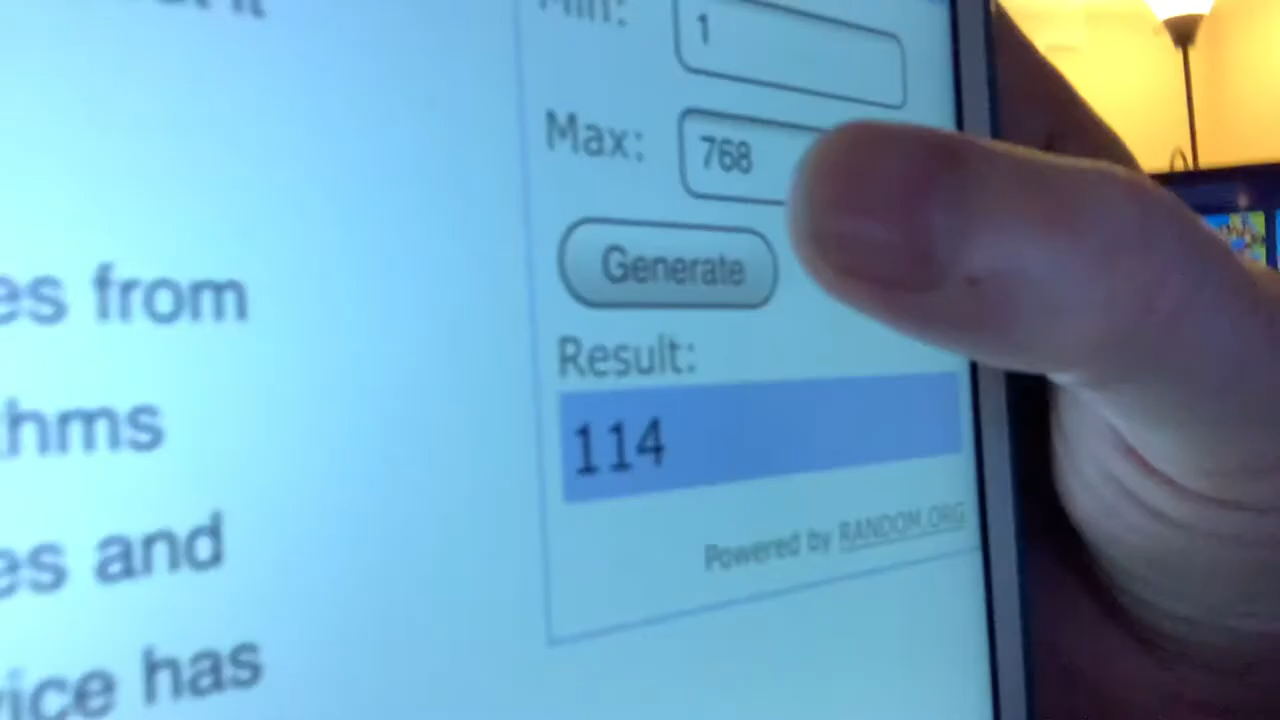 Min:
1
Max:
768
Generate
Result:
114
Powered by RANDOM.ORG
es from
hms
es and
vice has